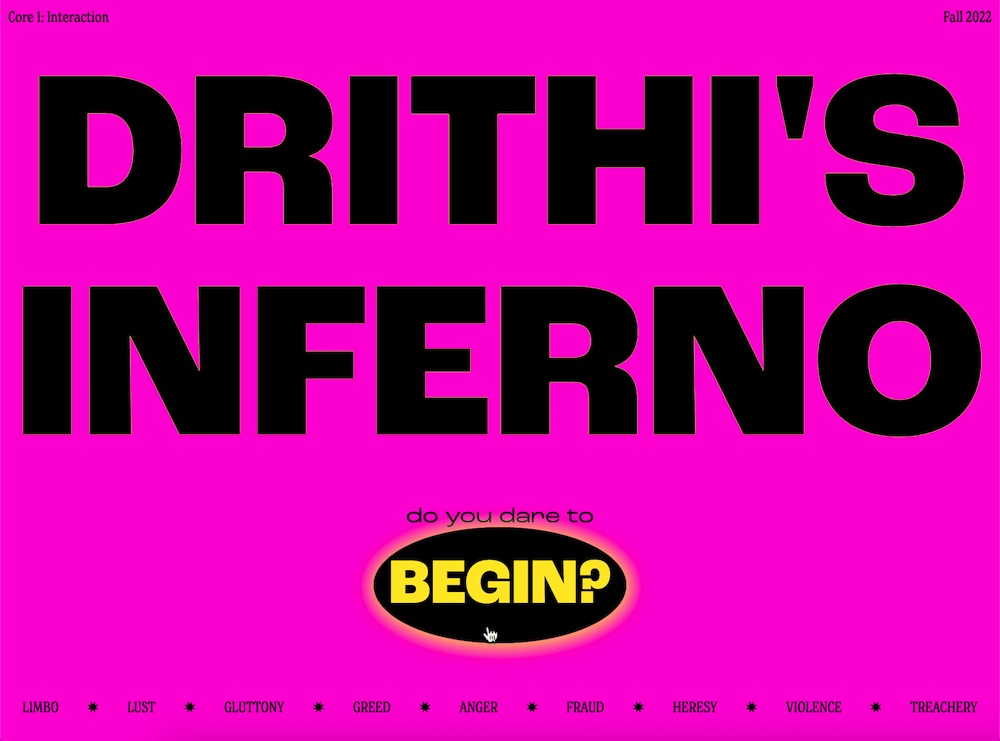 Core 1: Interaction Fall 2022
DRITHI'S
INFERNO
do you dare to
BEGIN?
LIMBO ✷ LUST ✷ GLUTTONY ✷ GREED ✷ ANGER ✷ FRAUD ✷ HERESY ✷ VIOLENCE ✷ TREACHERY